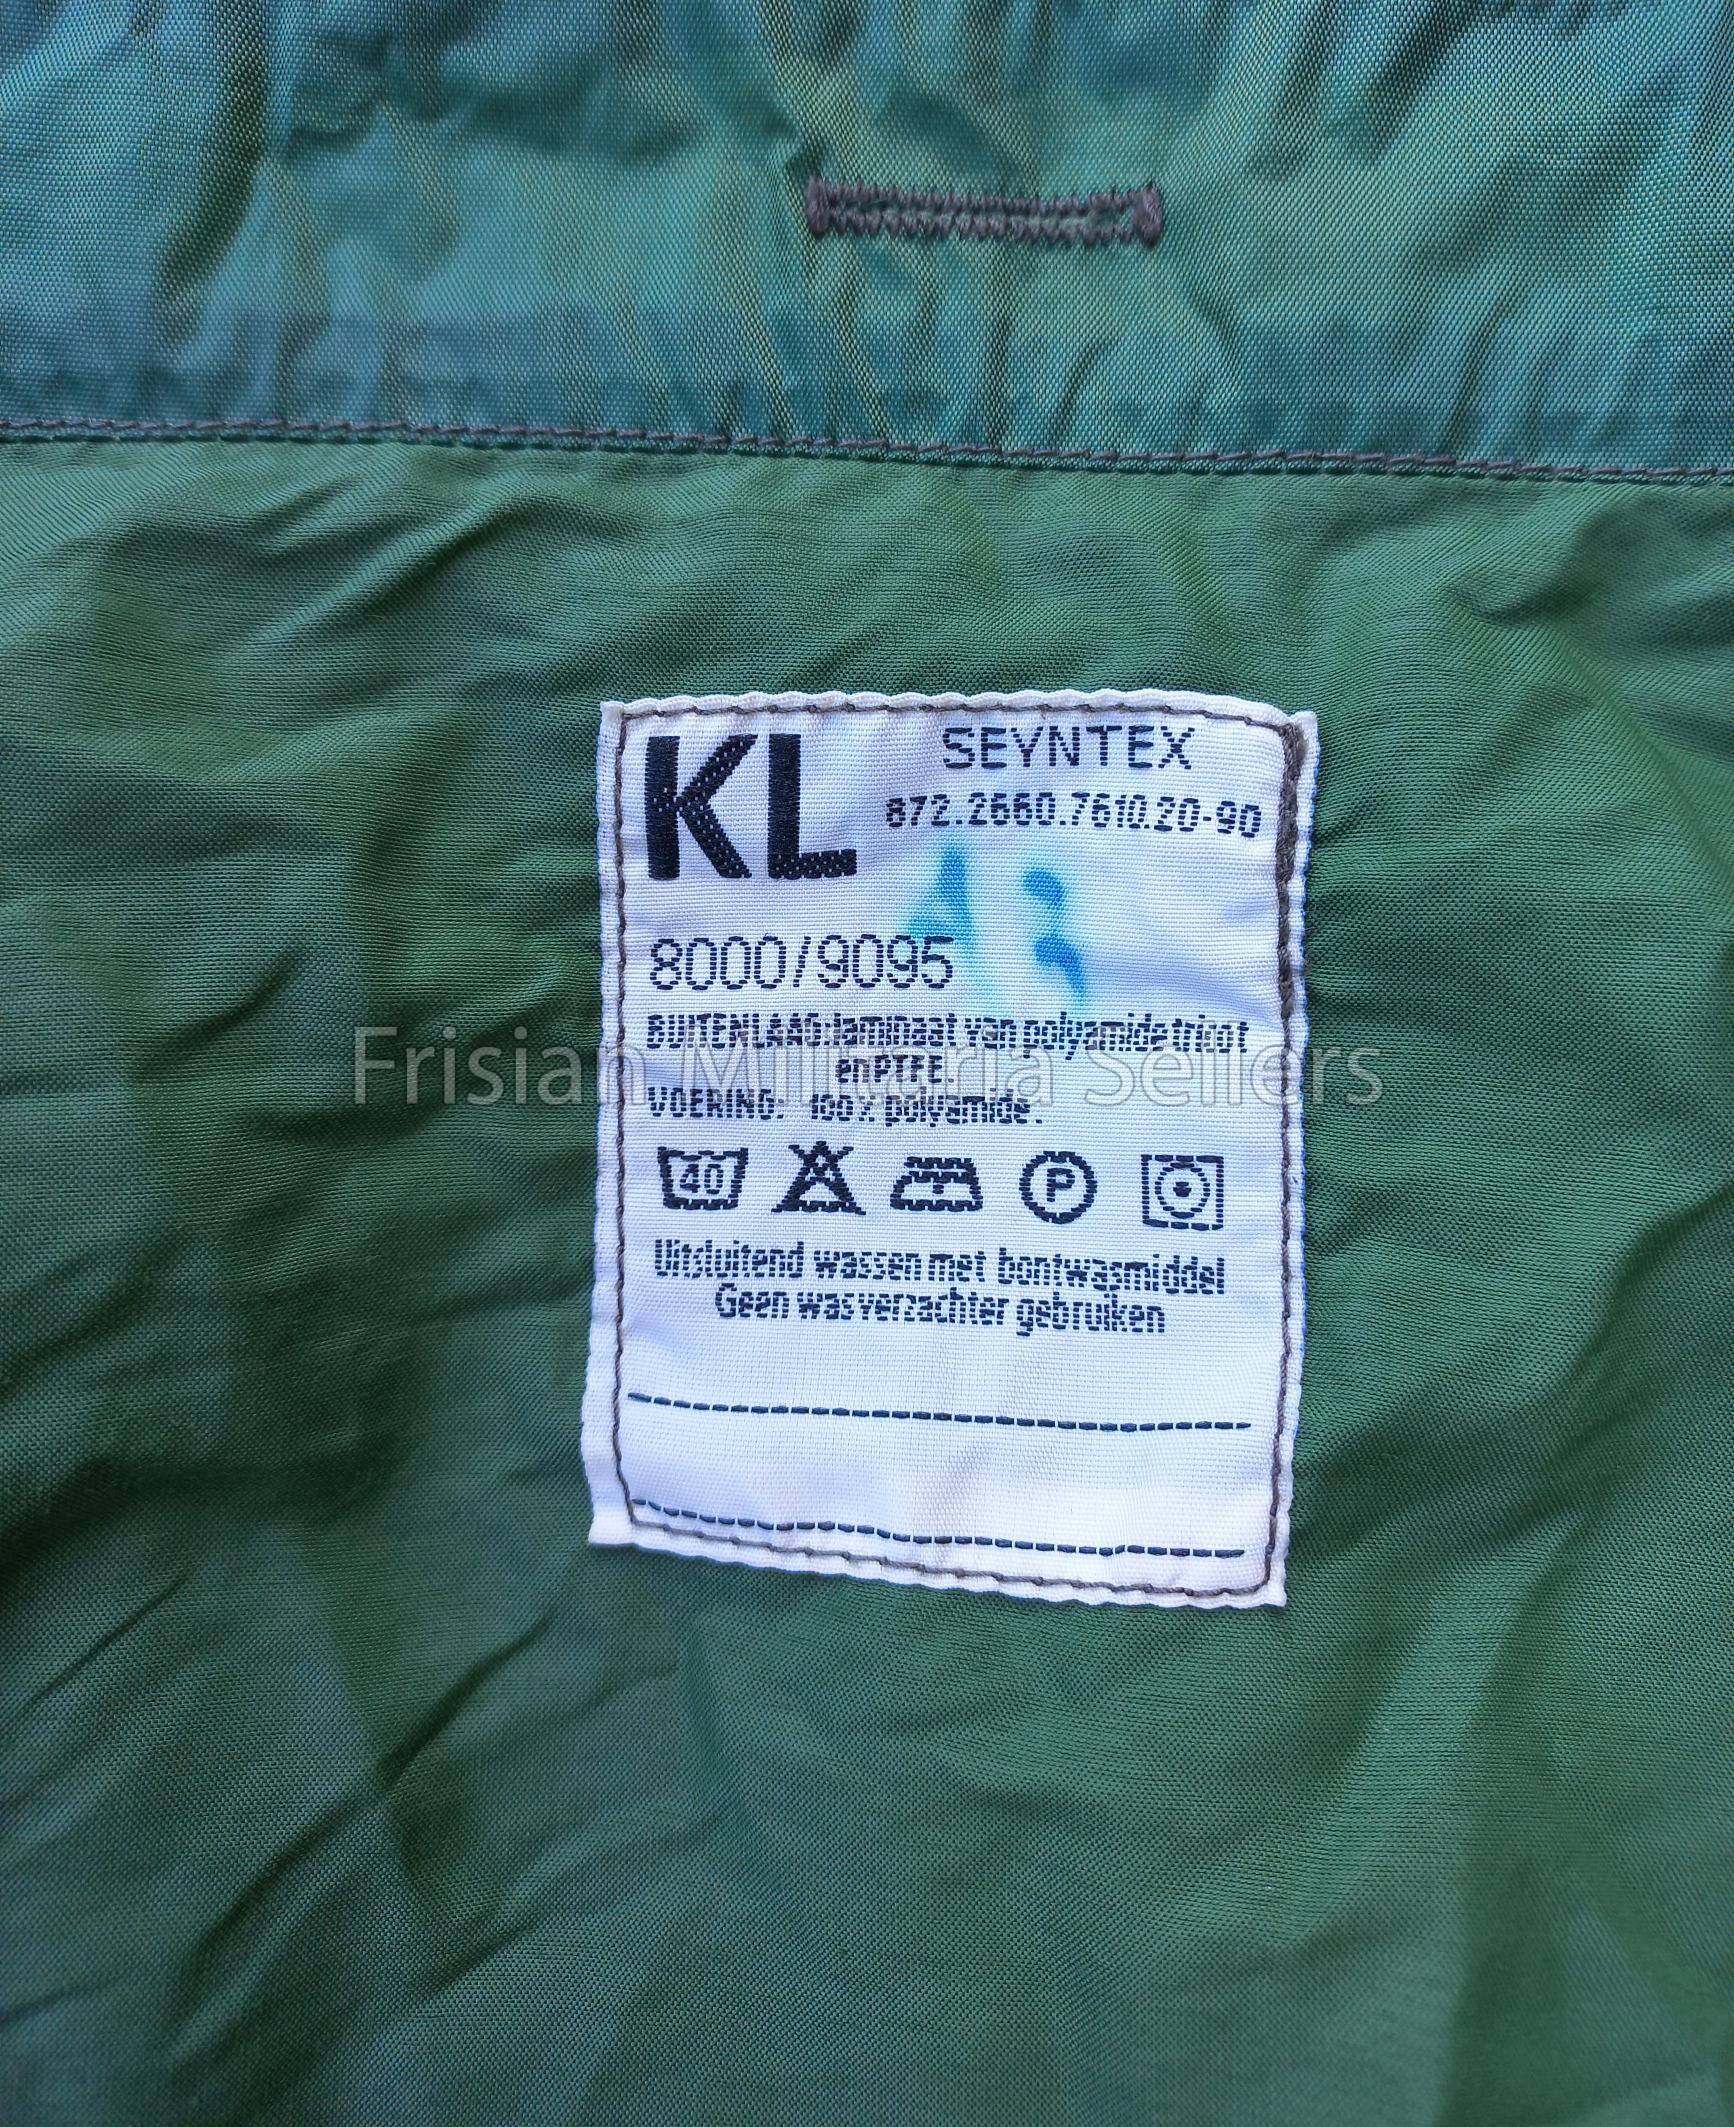 KL
SEYNTEX
872.2660.7610.20-90
43
8000/9095
BUITENLAAG: laminaat van polyamide tricot
en PTFE.
VOERING: 100% polyamide.
40
P
Uitsluitend wassen met bontwasmiddel
Geen wasverzachter gebruiken
Frisian Militaria Sellers